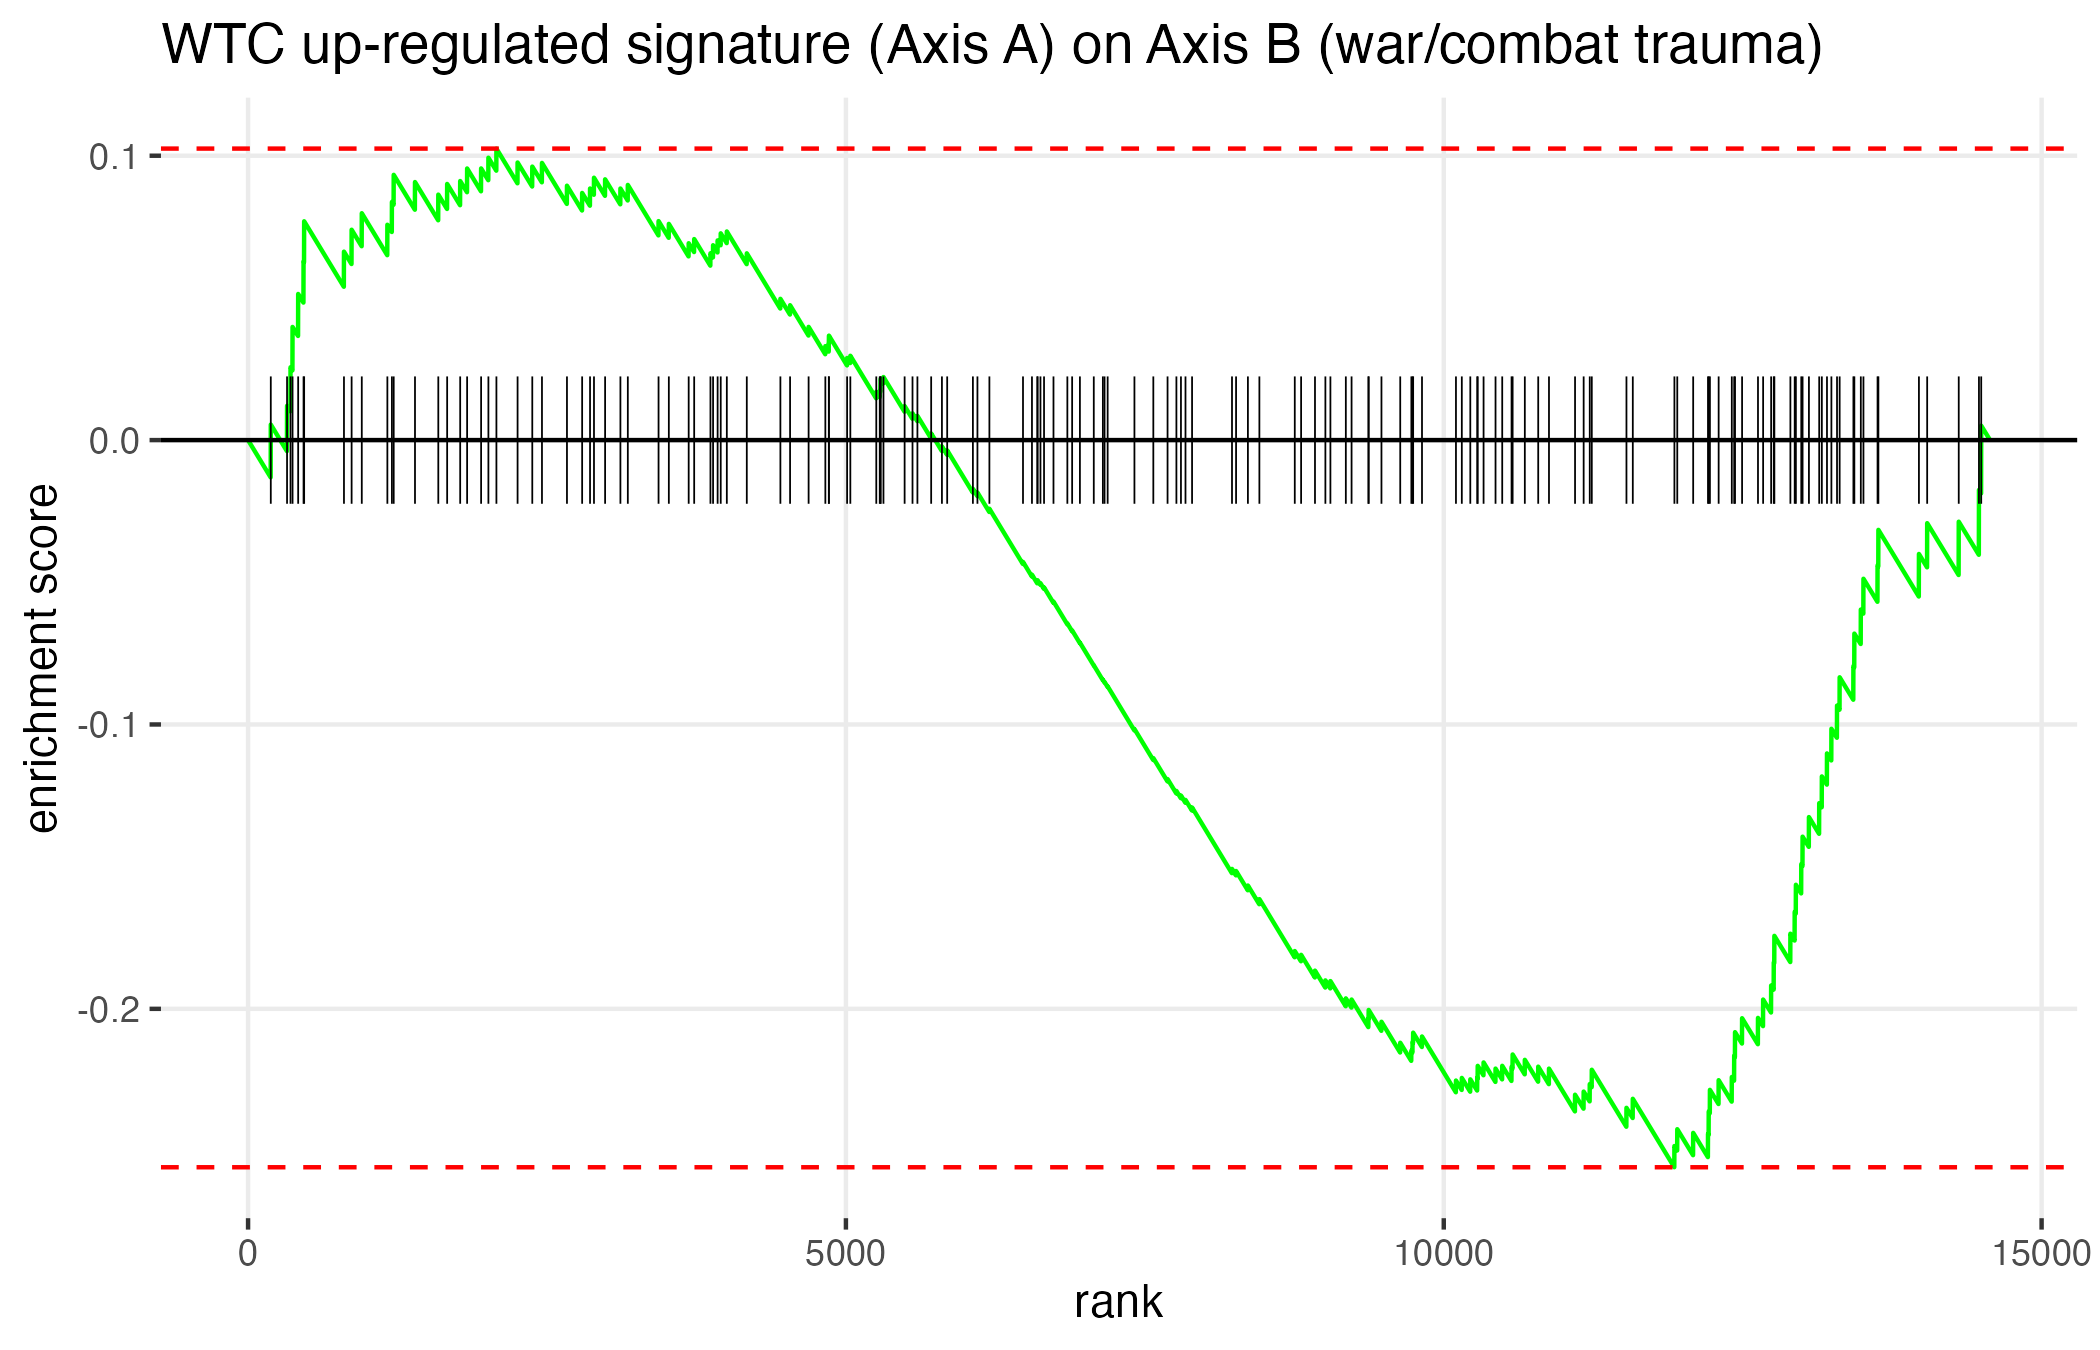 WTC up-regulated signature (Axis A) on Axis B (war/combat trauma)
0.1
0.0
-0.1
-0.2
enrichment score
0 5000 10000 15000
rank